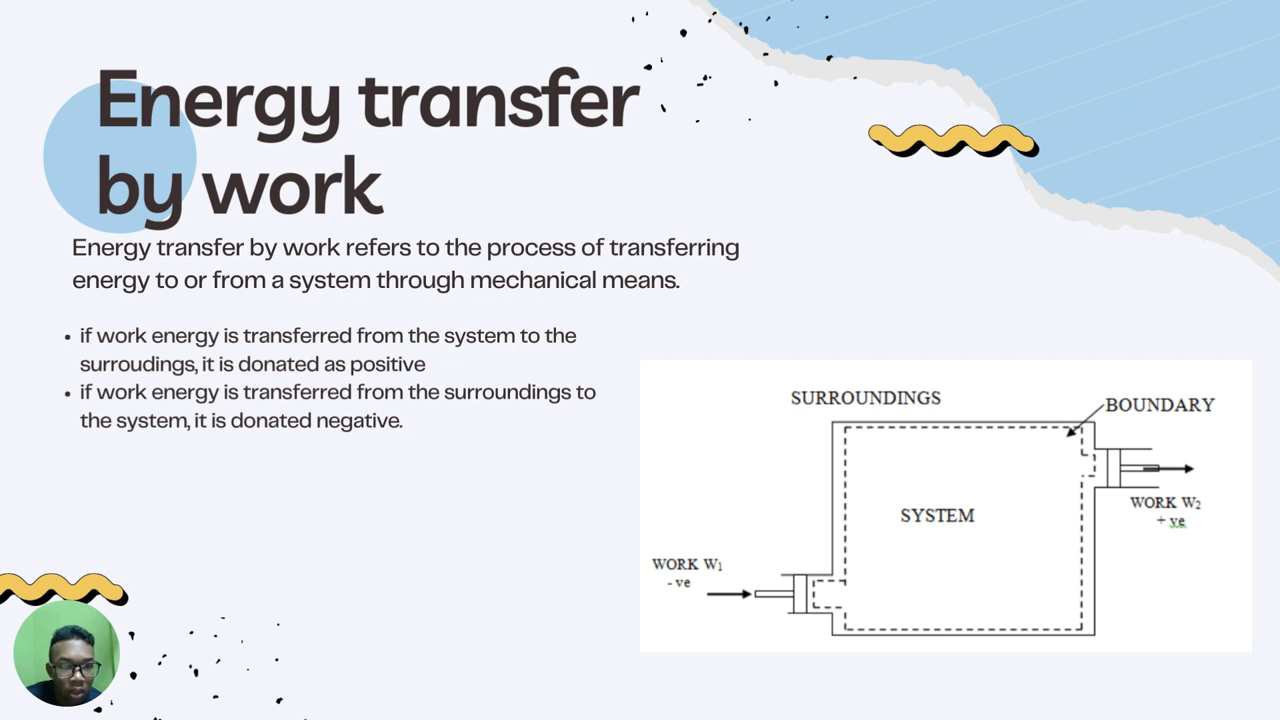 Energy transfer
by work
Energy transfer by work refers to the process of transferring
energy to or from a system through mechanical means.
• if work energy is transferred from the system to the
surroudings, it is donated as positive
• if work energy is transferred from the surroundings to
the system, it is donated negative.
SURROUNDINGS
BOUNDARY
SYSTEM
WORK W2
+ ve
WORK W1
- ve